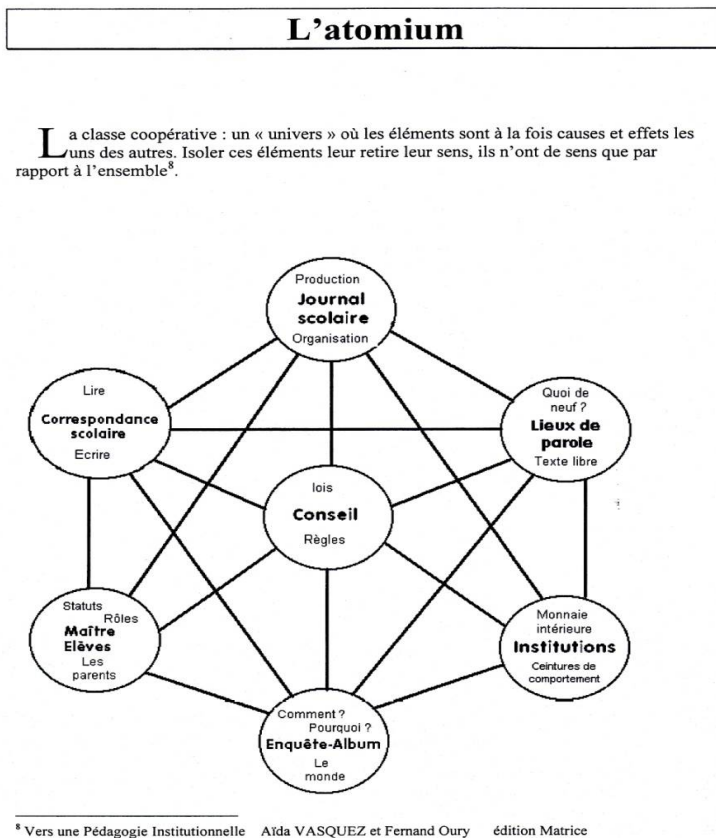 L'atomium
La classe coopérative : un « univers » où les éléments sont à la fois causes et effets les
uns des autres. Isoler ces éléments leur retire leur sens, ils n'ont de sens que par
rapport à l'ensemble⁸.
Production
Journal
scolaire
Organisation
Lire
Correspondance
scolaire
Ecrire
Quoi de
neuf ?
Lieux de
parole
Texte libre
lois
Conseil
Règles
Statuts
Rôles
Maître
Elèves
Les
parents
Monnaie
intérieure
Institutions
Ceintures de
comportement
Comment ?
Pourquoi ?
Enquête-Album
Le
monde
⁸ Vers une Pédagogie Institutionnelle Aïda VASQUEZ et Fernand Oury édition Matrice